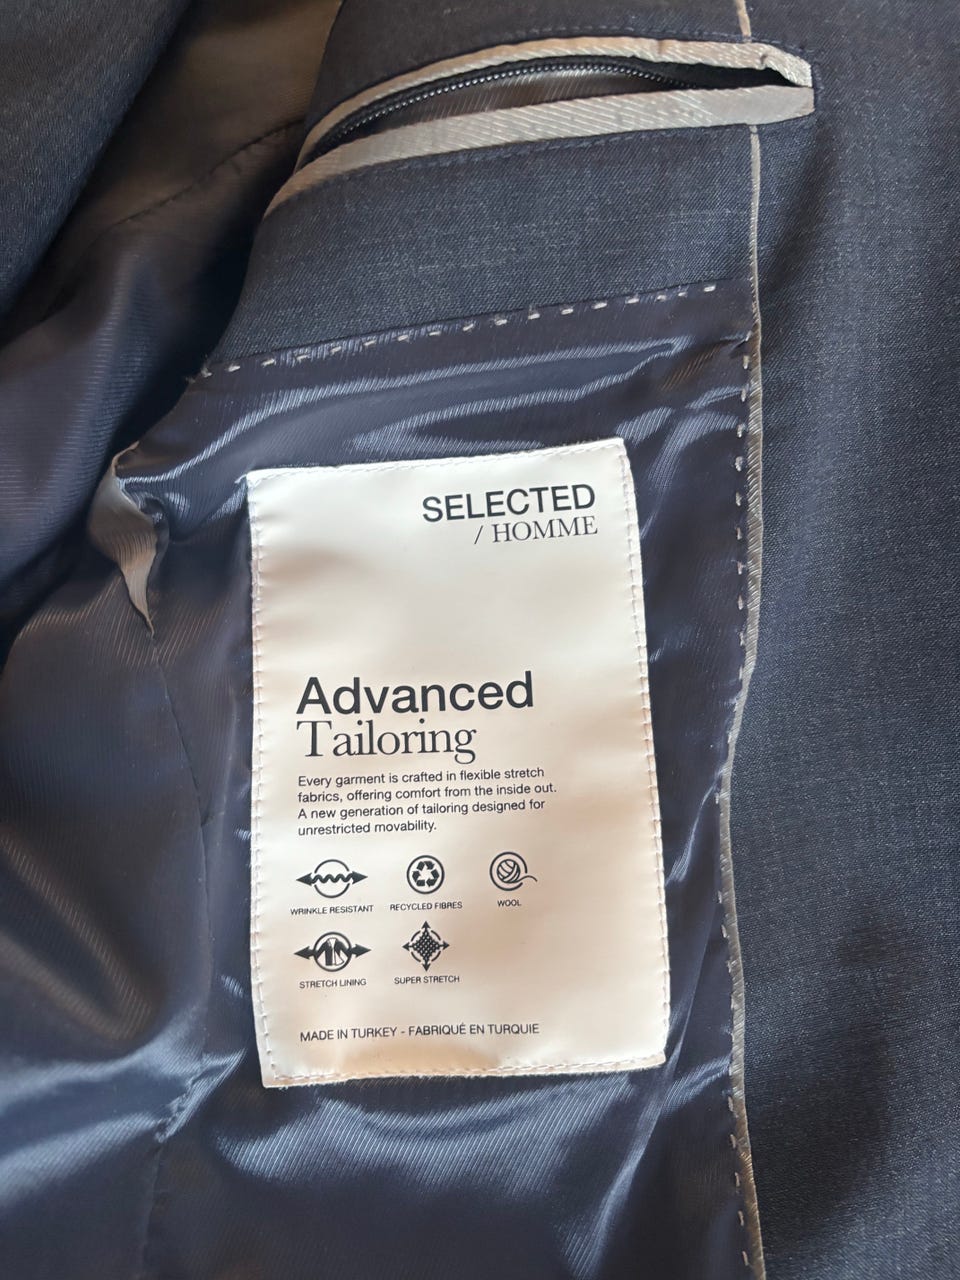 SELECTED
/ HOMME
Advanced
Tailoring
Every garment is crafted in flexible stretch
fabrics, offering comfort from the inside out.
A new generation of tailoring designed for
unrestricted movability.
WRINKLE RESISTANT RECYCLED FIBRES WOOL
STRETCH LINING SUPER STRETCH
MADE IN TURKEY - FABRIQUÉ EN TURQUIE